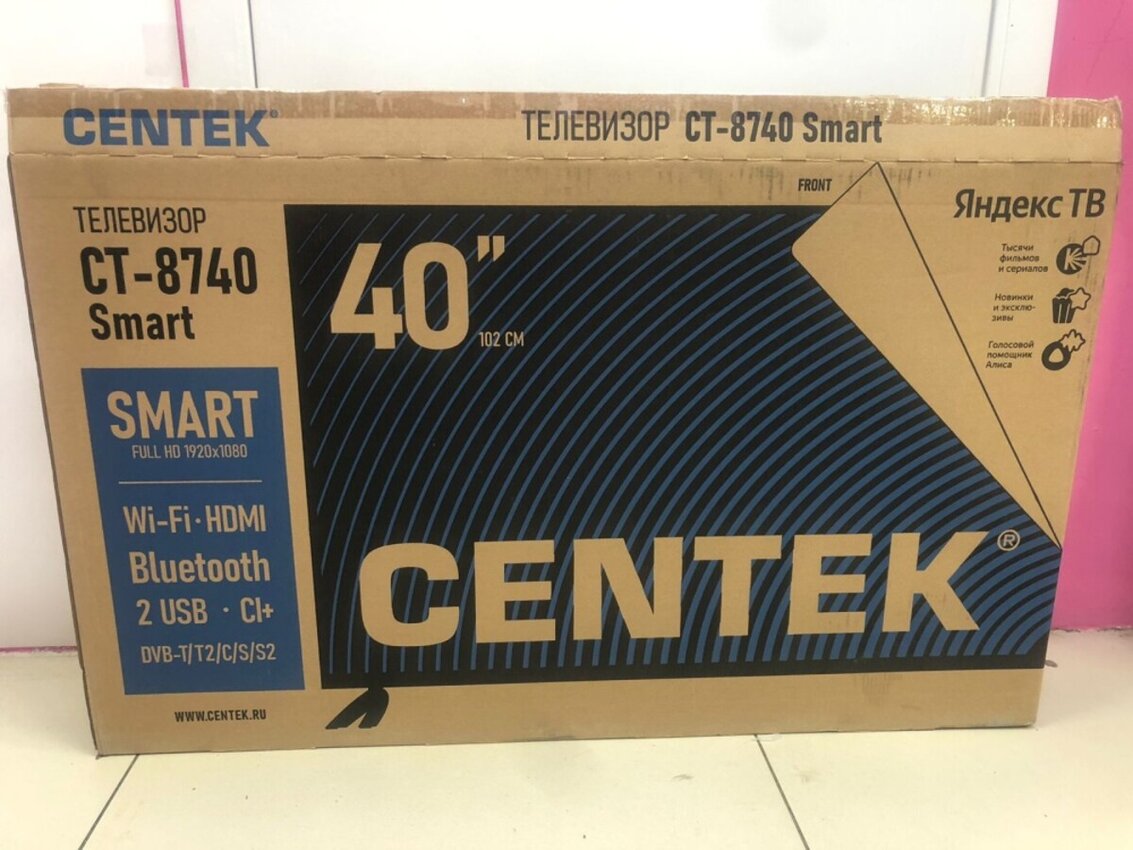 CENTEK®
ТЕЛЕВИЗОР CT-8740 Smart
FRONT
Яндекс ТВ
Тысячи
фильмов
и сериалов
Новинки
и эксклю-
зивы
Голосовой
помощник
Алиса
ТЕЛЕВИЗОР
CT-8740
Smart
40"
102 СМ
SMART
FULL HD 1920x1080
Wi-Fi · HDMI
Bluetooth
2 USB · CI+
DVB-T/T2/C/S/S2
CENTEK®
WWW.CENTEK.RU